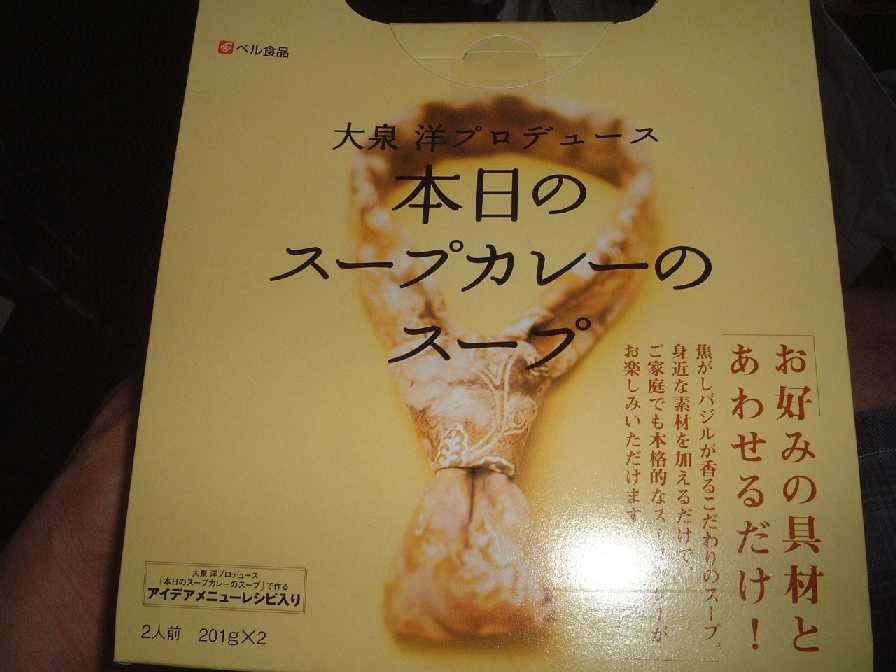 ベル食品
大泉 洋プロデュース
本日の
スープカレーの
スープ
お好みの具材と
あわせるだけ!
焦がしバジルが香るこだわりのスープ。
身近な素材を加えるだけで、
ご家庭でも本格的なスー
が
お楽しみいただけます
大泉 洋プロデュース
「本日のスープカレーのスープ」で作る
アイデアメニューレシピ入り
2人前 201g×2